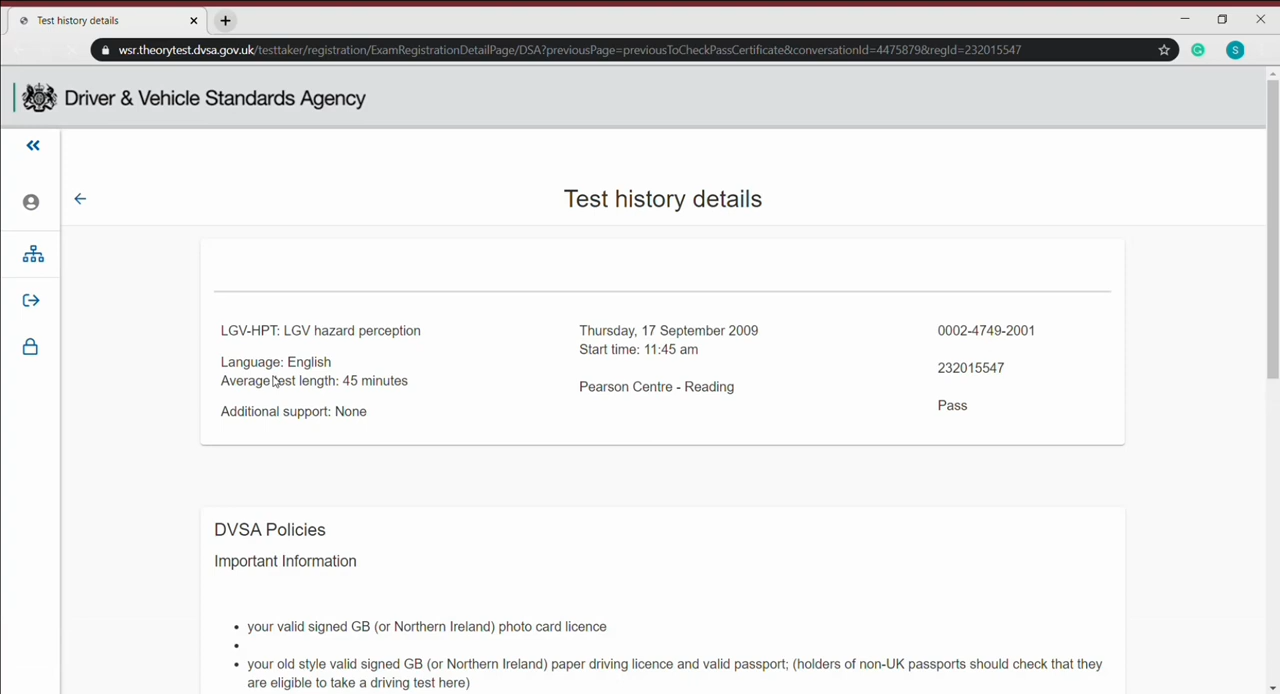 Test history details
wsr.theorytest.dvsa.gov.uk/testtaker/registration/ExamRegistrationDetailPage/DSA?previousPage=previousToCheckPassCertificate&conversationId=4475879&regId=232015547
S
Driver & Vehicle Standards Agency
Test history details
LGV-HPT: LGV hazard perception
Language: English
Average test length: 45 minutes
Additional support: None
Thursday, 17 September 2009
Start time: 11:45 am
Pearson Centre - Reading
0002-4749-2001
232015547
Pass
DVSA Policies
Important Information
• your valid signed GB (or Northern Ireland) photo card licence
•
• your old style valid signed GB (or Northern Ireland) paper driving licence and valid passport; (holders of non-UK passports should check that they
are eligible to take a driving test here)